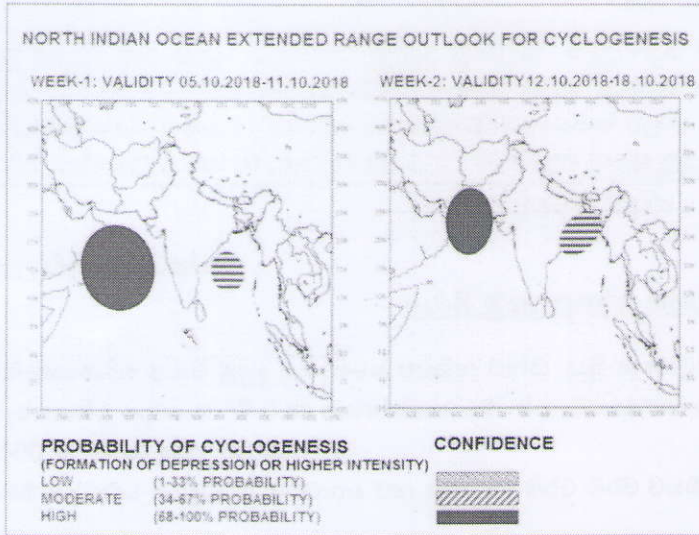 NORTH INDIAN OCEAN EXTENDED RANGE OUTLOOK FOR CYCLOGENESIS
WEEK-1: VALIDITY 05.10.2018-11.10.2018
WEEK-2: VALIDITY 12.10.2018-18.10.2018
PROBABILITY OF CYCLOGENESIS CONFIDENCE
(FORMATION OF DEPRESSION OR HIGHER INTENSITY)
LOW (1-33% PROBABILITY)
MODERATE (34-67% PROBABILITY)
HIGH (68-100% PROBABILITY)